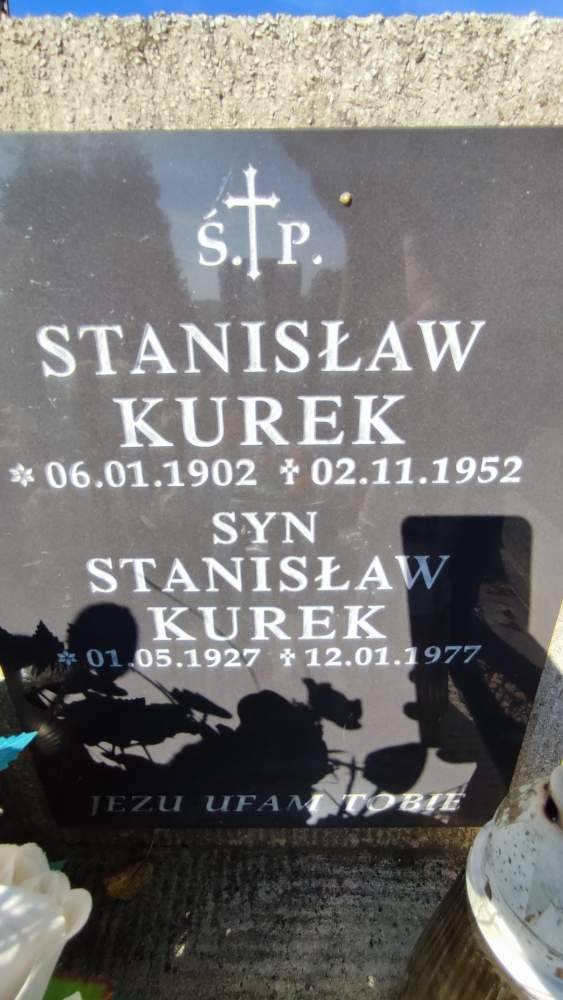 Ś. P.
STANISŁAW
KUREK
* 06.01.1902 ✝ 02.11.1952
SYN
STANISŁAW
KUREK
* 01.05.1927 ✝ 12.01.1977
JEZU UFAM TOBIE